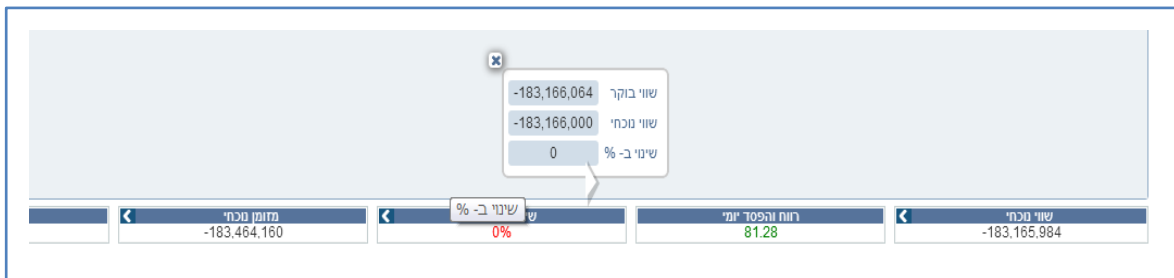 שווי בוקר -183,166,064
שווי נוכחי -183,166,000
שינוי ב- % 0
שינוי ב- %
שווי נוכחי
-183,165,984
רווח והפסד יומי
81.28
ש
0%
מזומן נוכחי
-183,464,160